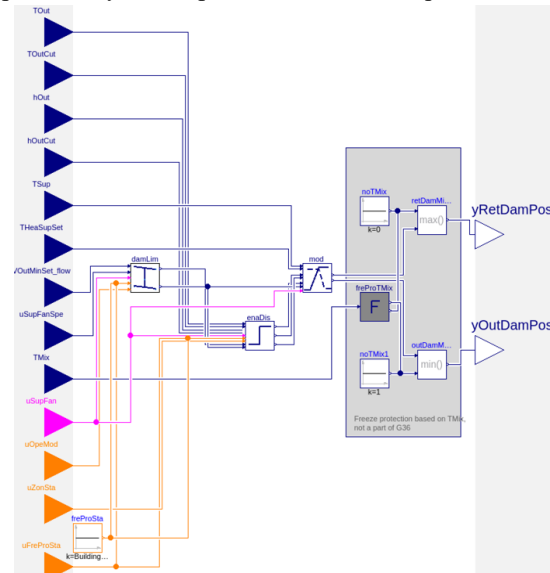 TOut
TOutCut
hOut
hOutCut
TSup
THeaSupSet
VOutMinSet_flow
uSupFanSpe
TMix
uSupFan
uOpeMod
uZonSta
uFreProSta
freProSta
k=Building...
damLim
enaDis
mod
noTMix
k=0
retDamMi...
max()
freProTMix
F
noTMix1
k=1
outDamM...
min()
Freeze protection based on TMix,
not a part of G36
yRetDamPos
yOutDamPos